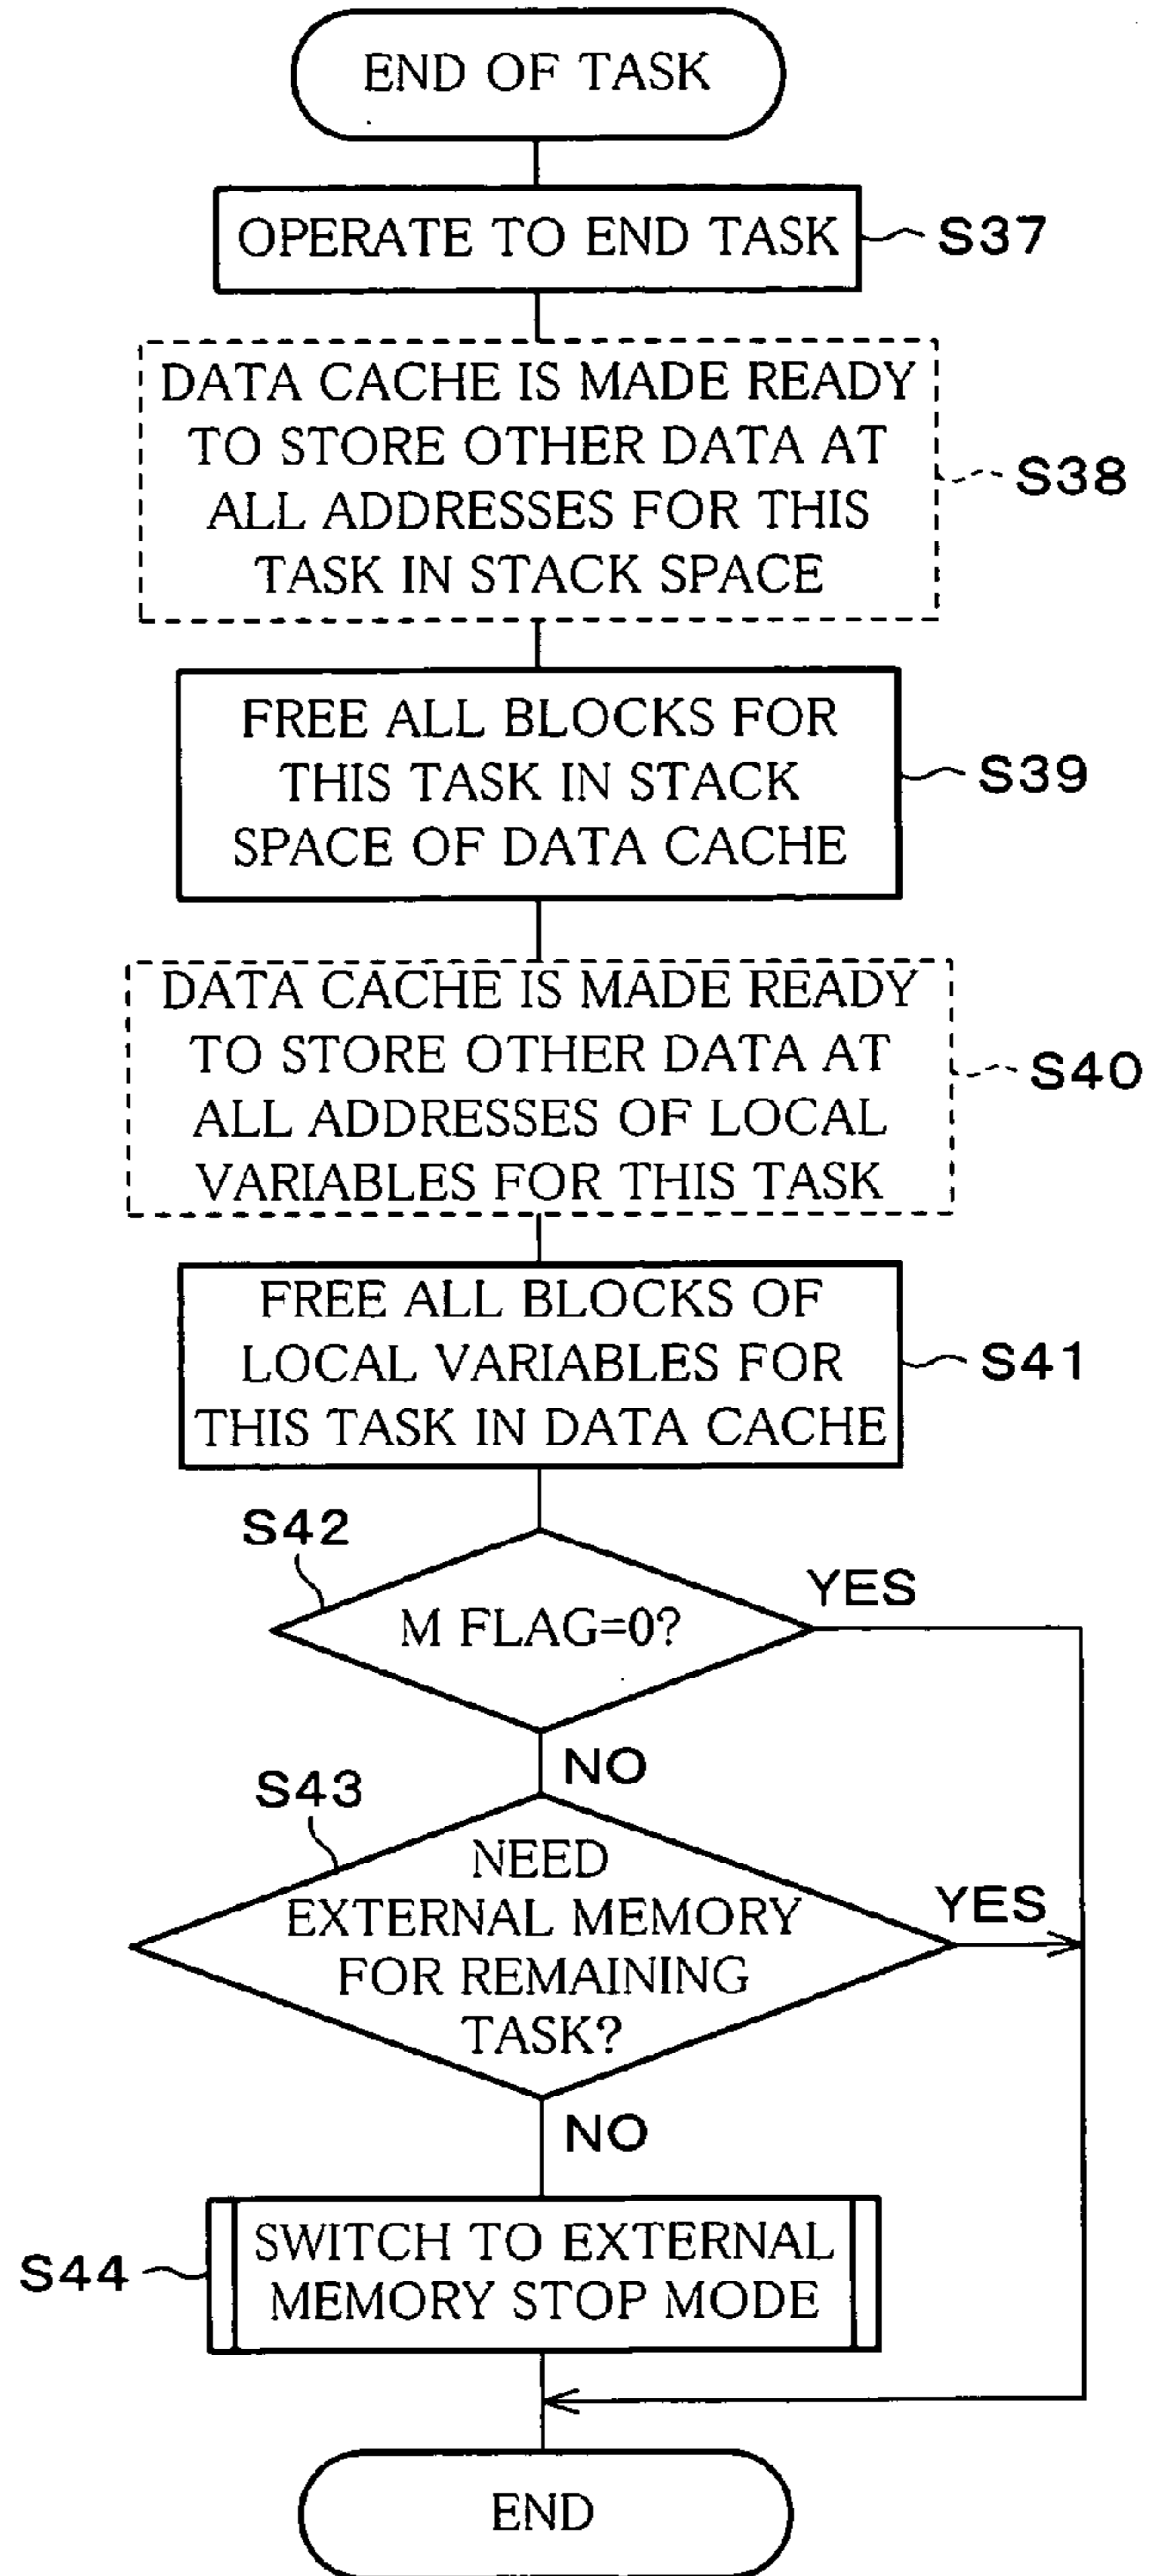 END OF TASK
OPERATE TO END TASK
S37
DATA CACHE IS MADE READY
TO STORE OTHER DATA AT
ALL ADDRESSES FOR THIS
TASK IN STACK SPACE
S38
FREE ALL BLOCKS FOR
THIS TASK IN STACK
SPACE OF DATA CACHE
S39
DATA CACHE IS MADE READY
TO STORE OTHER DATA AT
ALL ADDRESSES OF LOCAL
VARIABLES FOR THIS TASK
S40
FREE ALL BLOCKS OF
LOCAL VARIABLES FOR
THIS TASK IN DATA CACHE
S41
S42
M FLAG=0?
YES
NO
S43
NEED
EXTERNAL MEMORY
FOR REMAINING
TASK?
YES
NO
S44
SWITCH TO EXTERNAL
MEMORY STOP MODE
END